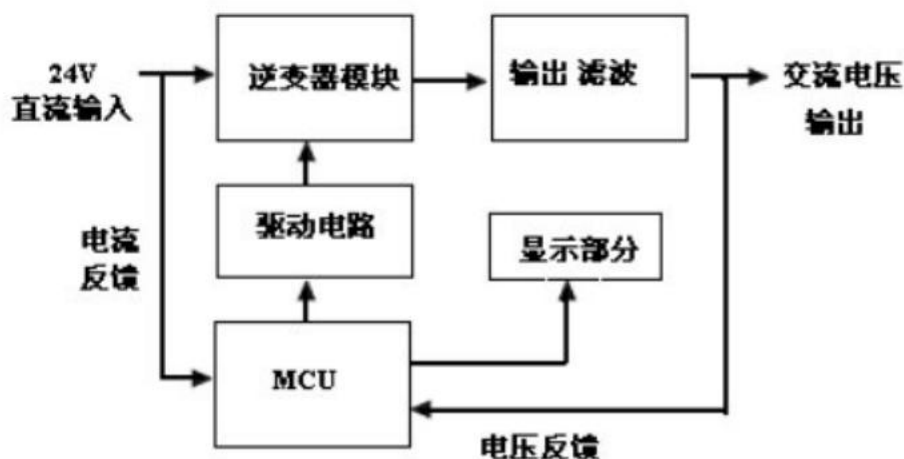 24V
直流输入
逆变器模块
输出 滤波
交流电压
输出
驱动电路
电流
反馈
显示部分
MCU
电压反馈